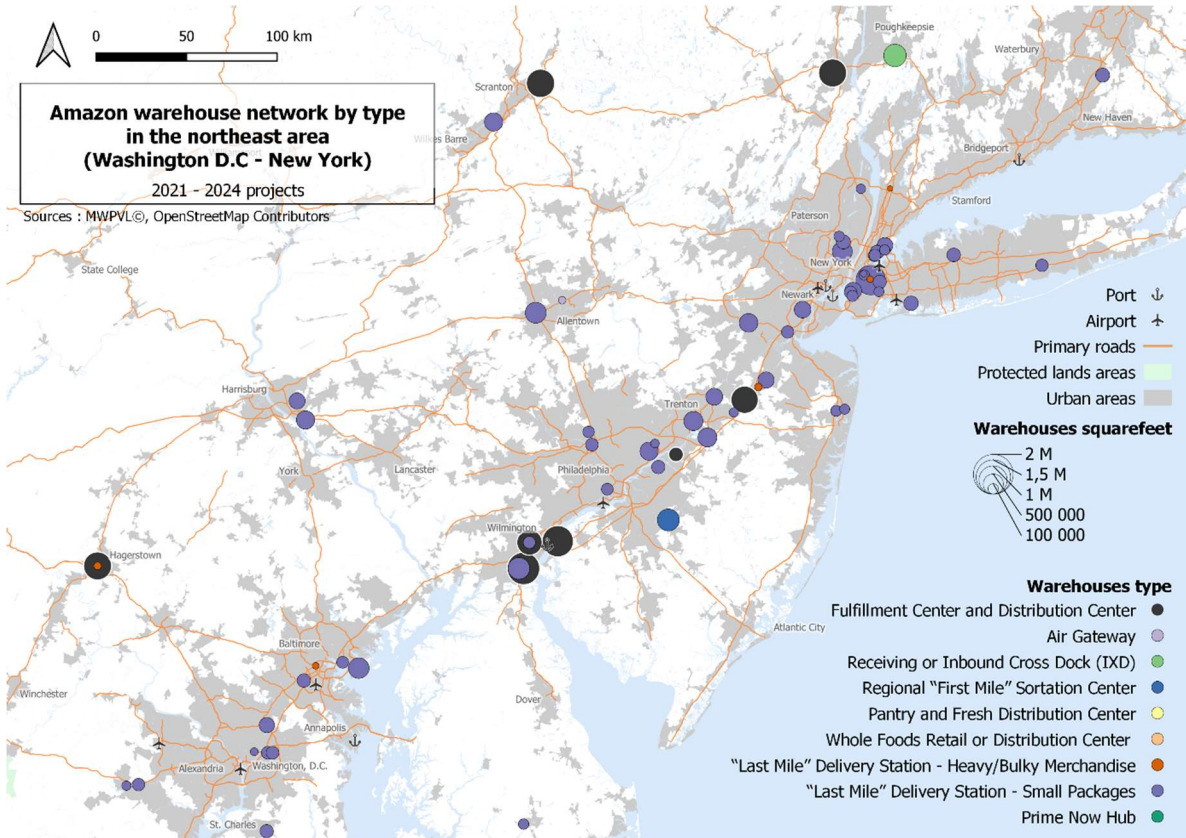 0 50 100 km
Amazon warehouse network by type
in the northeast area
(Washington D.C - New York)
2021 - 2024 projects
Sources : MWPVL©, OpenStreetMap Contributors
Poughkeepsie
Waterbury
Scranton
New Haven
Wilkes Barre
Bridgeport
Stamford
Paterson
State College
New York
Newark
Allentown
Harrisburg
Trenton
York
Lancaster
Philadelphia
Wilmington
Hagerstown
Atlantic City
Baltimore
Winchester
Dover
Annapolis
Alexandria
Washington, D.C.
St. Charles
Port
Airport
Primary roads
Protected lands areas
Urban areas
Warehouses squarefeet
2 M
1,5 M
1 M
500 000
100 000
Warehouses type
Fulfillment Center and Distribution Center
Air Gateway
Receiving or Inbound Cross Dock (IXD)
Regional “First Mile” Sortation Center
Pantry and Fresh Distribution Center
Whole Foods Retail or Distribution Center
“Last Mile” Delivery Station - Heavy/Bulky Merchandise
“Last Mile” Delivery Station - Small Packages
Prime Now Hub